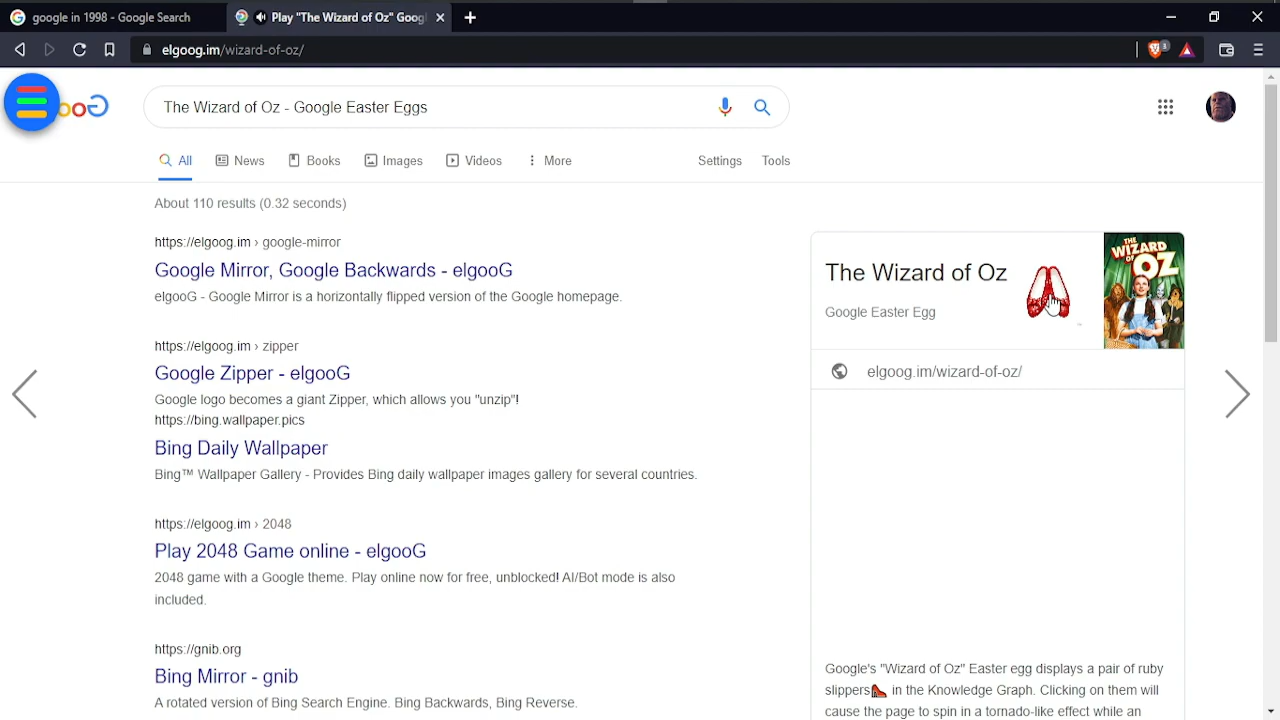 google in 1998 - Google Search
Play "The Wizard of Oz" Googl
elgoog.im/wizard-of-oz/
3
ooG
The Wizard of Oz - Google Easter Eggs
All
News
Books
Images
Videos
More
Settings
Tools
About 110 results (0.32 seconds)
https://elgoog.im › google-mirror
Google Mirror, Google Backwards - elgooG
elgooG - Google Mirror is a horizontally flipped version of the Google homepage.
https://elgoog.im › zipper
Google Zipper - elgooG
Google logo becomes a giant Zipper, which allows you "unzip"!
https://bing.wallpaper.pics
Bing Daily Wallpaper
Bing™ Wallpaper Gallery - Provides Bing daily wallpaper images gallery for several countries.
https://elgoog.im › 2048
Play 2048 Game online - elgooG
2048 game with a Google theme. Play online now for free, unblocked! AI/Bot mode is also
included.
https://gnib.org
Bing Mirror - gnib
A rotated version of Bing Search Engine. Bing Backwards, Bing Reverse.
The Wizard of Oz
Google Easter Egg
THE
WIZARD
OF OZ
elgoog.im/wizard-of-oz/
Google's "Wizard of Oz" Easter egg displays a pair of ruby
slippers👠 in the Knowledge Graph. Clicking on them will
cause the page to spin in a tornado-like effect while an